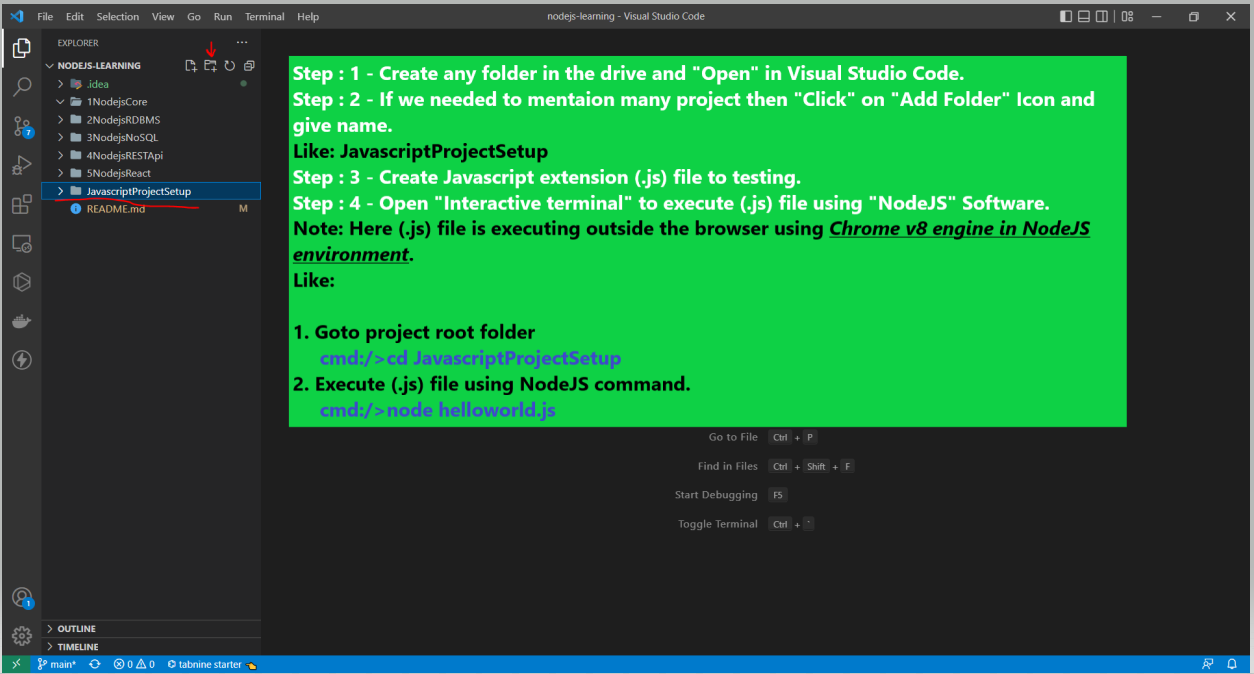 File Edit Selection View Go Run Terminal Help
nodejs-learning - Visual Studio Code
EXPLORER
NODEJS-LEARNING
.idea
1NodejsCore
2NodejsRDBMS
3NodejsNoSQL
4NodejsRESTApi
5NodejsReact
JavascriptProjectSetup
README.md M
7
Step : 1 - Create any folder in the drive and "Open" in Visual Studio Code.
Step : 2 - If we needed to mentaion many project then "Click" on "Add Folder" Icon and
give name.
Like: JavascriptProjectSetup
Step : 3 - Create Javascript extension (.js) file to testing.
Step : 4 - Open "Interactive terminal" to execute (.js) file using "NodeJS" Software.
Note: Here (.js) file is executing outside the browser using Chrome v8 engine in NodeJS
environment.
Like:
1. Goto project root folder
cmd:/>cd JavascriptProjectSetup
2. Execute (.js) file using NodeJS command.
cmd:/>node helloworld.js
Go to File Ctrl + P
Find in Files Ctrl + Shift + F
Start Debugging F5
Toggle Terminal Ctrl + `
1
OUTLINE
TIMELINE
main* 0 0 tabnine starter